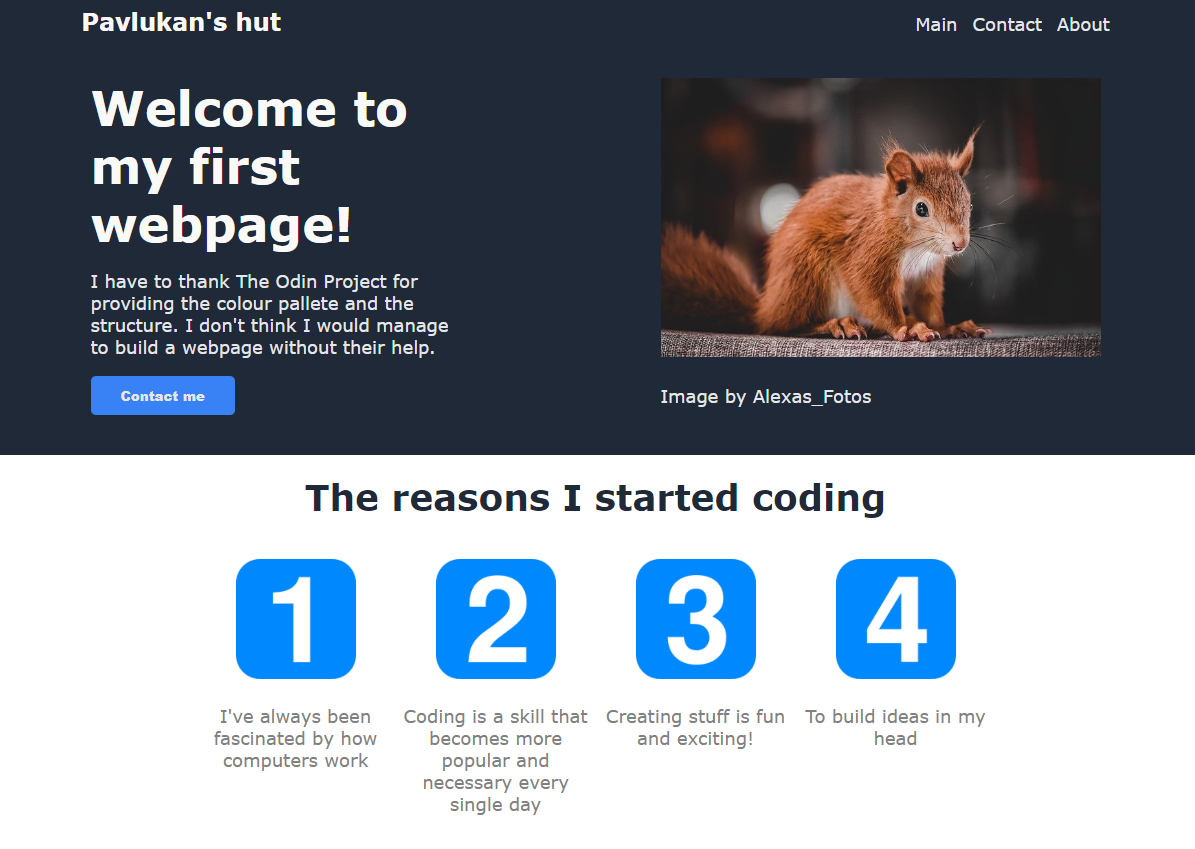 Pavlukan's hut
Main Contact About
Welcome to
my first
webpage!
I have to thank The Odin Project for
providing the colour pallete and the
structure. I don't think I would manage
to build a webpage without their help.
Contact me
Image by Alexas_Fotos
The reasons I started coding
1
2
3
4
I've always been
fascinated by how
computers work
Coding is a skill that
becomes more
popular and
necessary every
single day
Creating stuff is fun
and exciting!
To build ideas in my
head